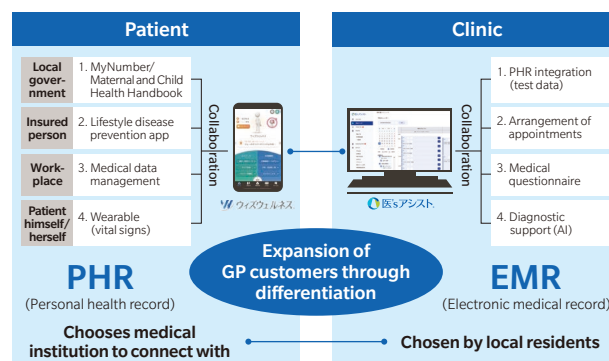 Patient
Local
govern-
ment
1. MyNumber/
Maternal and Child
Health Handbook
Insured
person
2. Lifestyle disease
prevention app
Work-
place
3. Medical data
management
Patient
himself/
herself
4. Wearable
(vital signs)
Collaboration
ウィズウェルネス
PHR
(Personal health record)
Chooses medical
institution to connect with
Clinic
Collaboration
1. PHR integration
(test data)
2. Arrangement of
appointments
3. Medical
questionnaire
4. Diagnostic
support (AI)
医'sアシスト
Expansion of
GP customers through
differentiation
EMR
(Electronic medical record)
Chosen by local residents